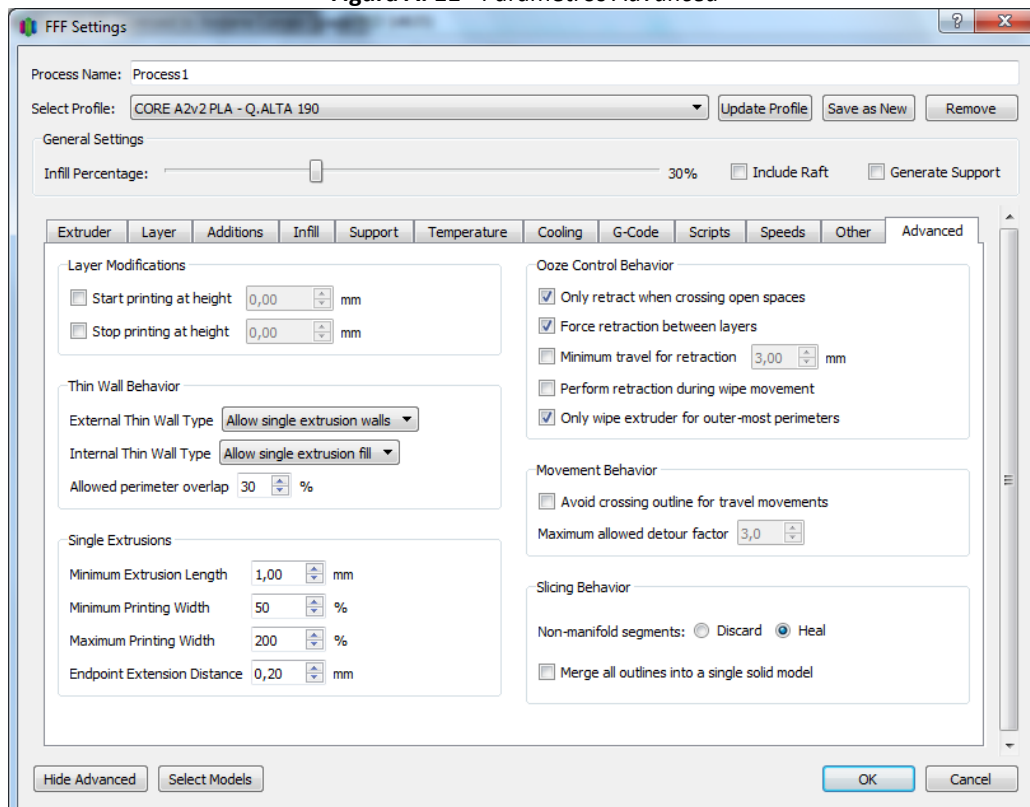 Parámetros Advanced
FFF Settings
Process Name: Process1
Select Profile: CORE A2v2 PLA - Q.ALTA 190 Update Profile Save as New Remove
General Settings
Infill Percentage: 30% Include Raft Generate Support
Extruder Layer Additions Infill Support Temperature Cooling G-Code Scripts Speeds Other Advanced
Layer Modifications
Start printing at height 0,00 mm
Stop printing at height 0,00 mm
Thin Wall Behavior
External Thin Wall Type Allow single extrusion walls
Internal Thin Wall Type Allow single extrusion fill
Allowed perimeter overlap 30 %
Single Extrusions
Minimum Extrusion Length 1,00 mm
Minimum Printing Width 50 %
Maximum Printing Width 200 %
Endpoint Extension Distance 0,20 mm
Ooze Control Behavior
Only retract when crossing open spaces
Force retraction between layers
Minimum travel for retraction 3,00 mm
Perform retraction during wipe movement
Only wipe extruder for outer-most perimeters
Movement Behavior
Avoid crossing outline for travel movements
Maximum allowed detour factor 3,0
Slicing Behavior
Non-manifold segments: Discard Heal
Merge all outlines into a single solid model
Hide Advanced Select Models OK Cancel